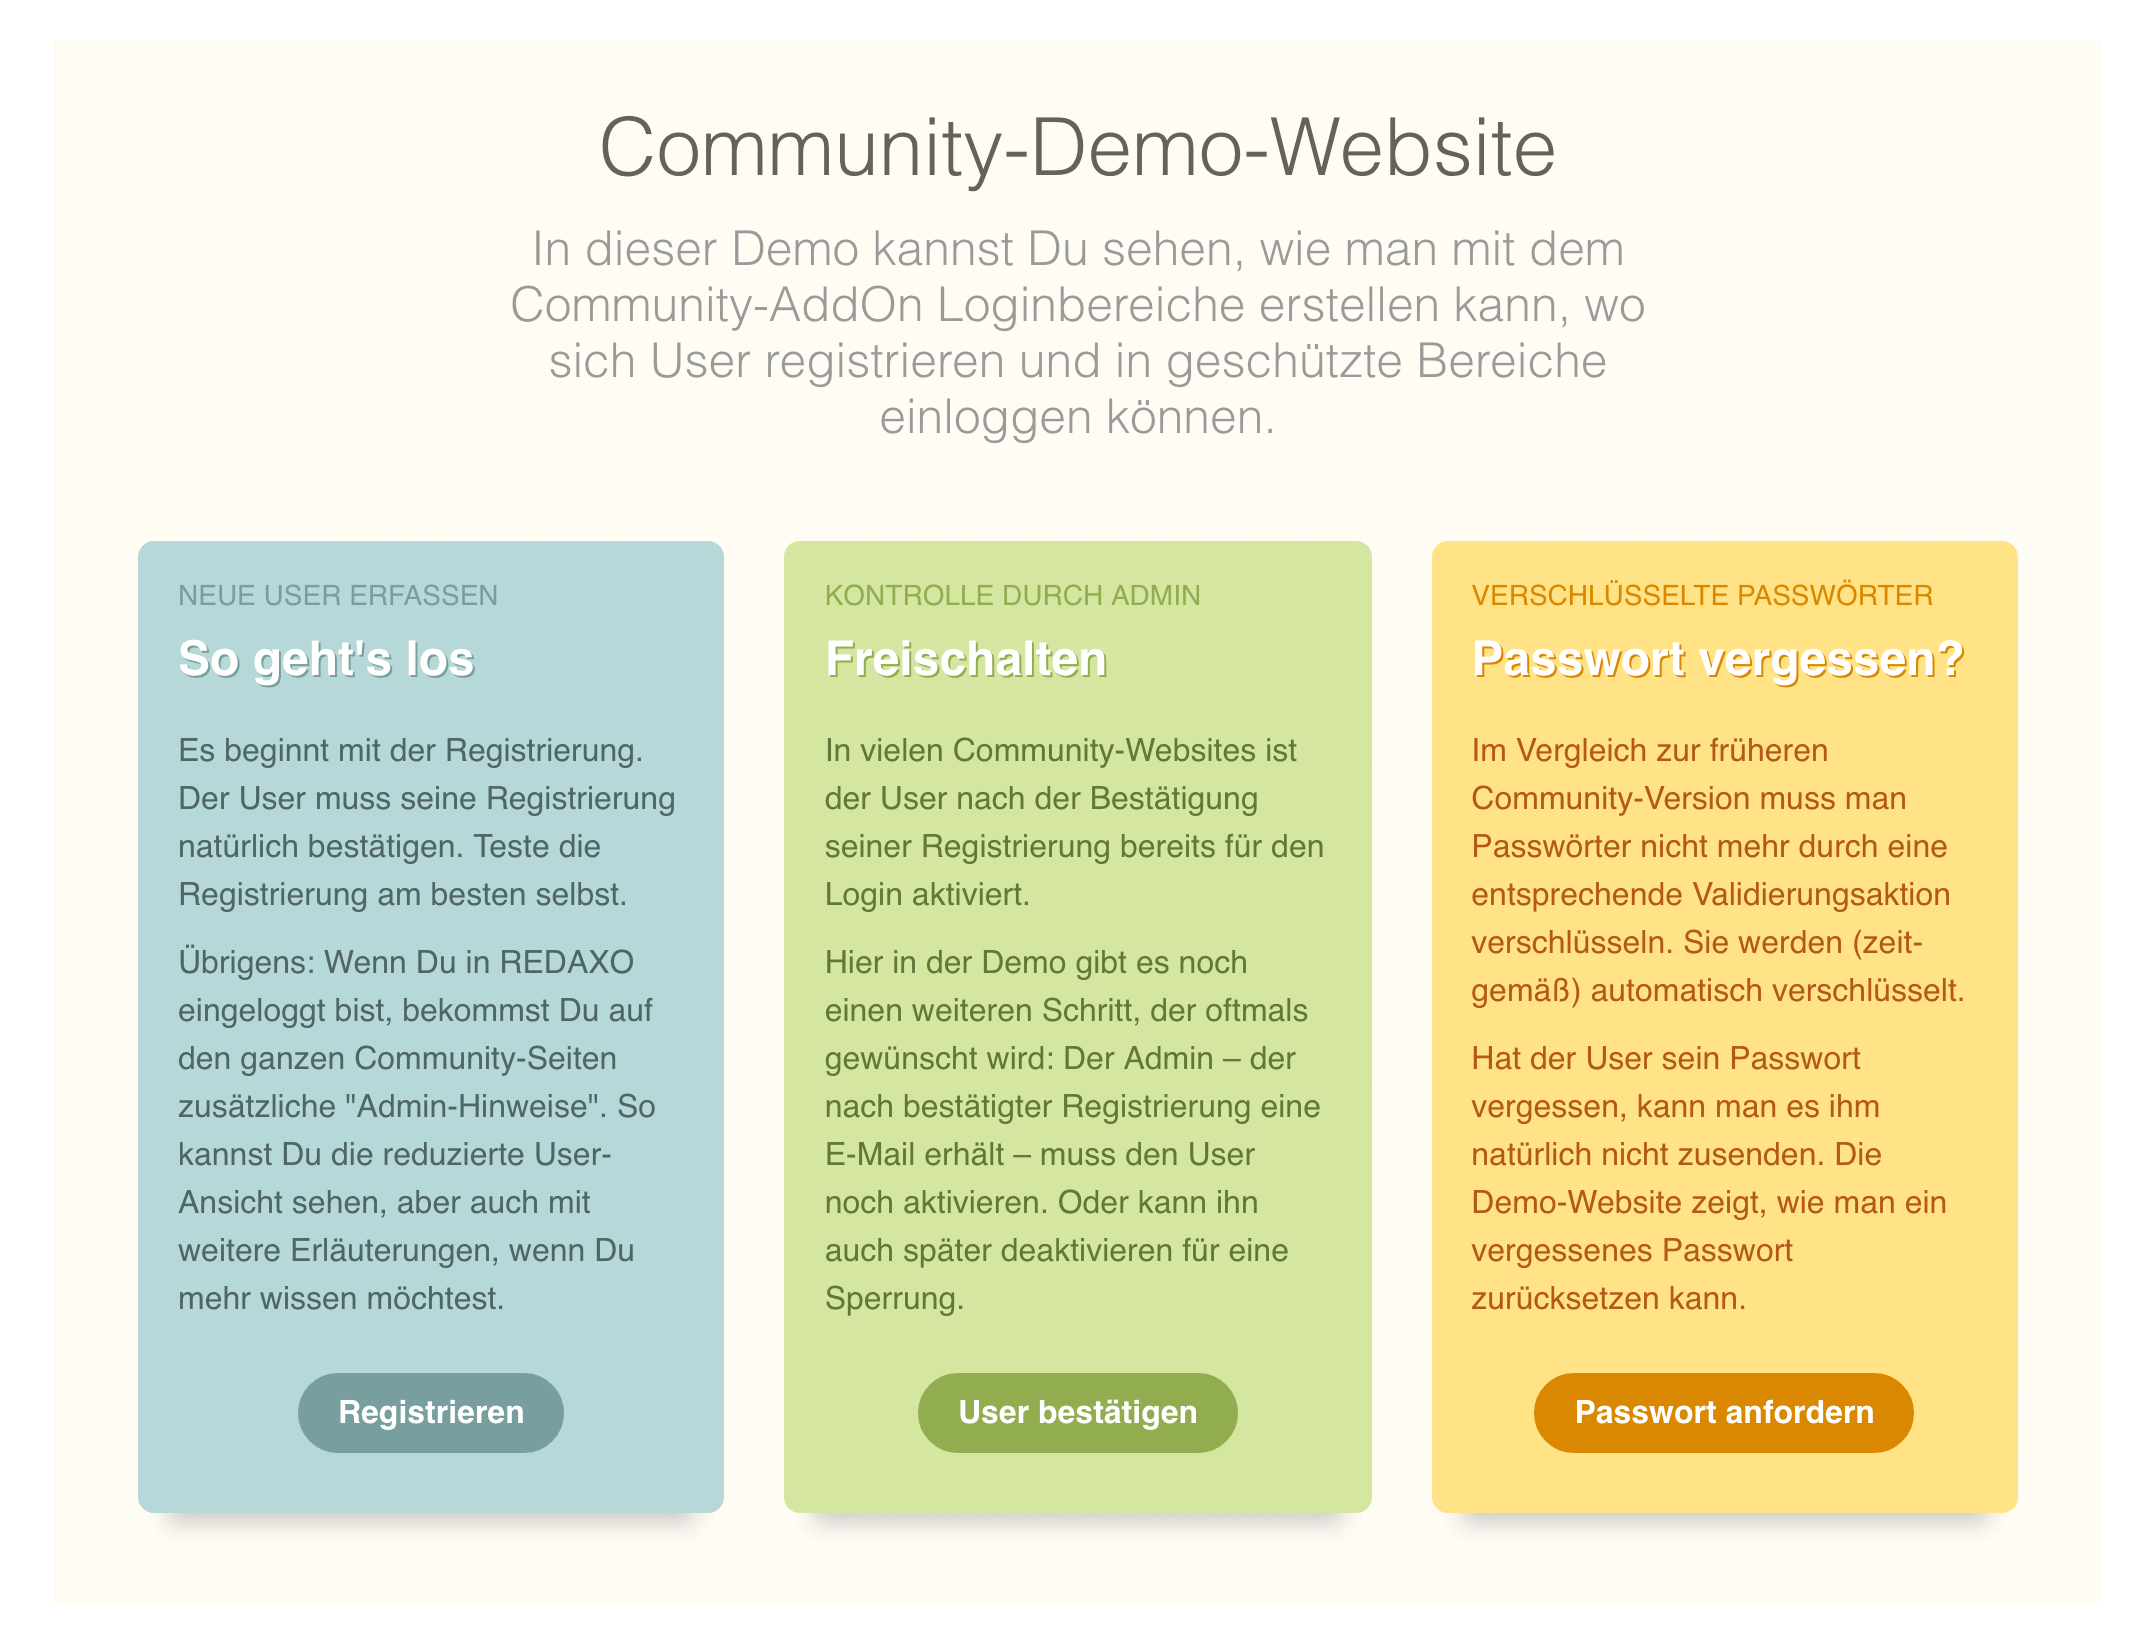 Community-Demo-Website
In dieser Demo kannst Du sehen, wie man mit dem
Community-AddOn Loginbereiche erstellen kann, wo
sich User registrieren und in geschützte Bereiche
einloggen können.
NEUE USER ERFASSEN
So geht's los
Es beginnt mit der Registrierung.
Der User muss seine Registrierung
natürlich bestätigen. Teste die
Registrierung am besten selbst.
Übrigens: Wenn Du in REDAXO
eingeloggt bist, bekommst Du auf
den ganzen Community-Seiten
zusätzliche "Admin-Hinweise". So
kannst Du die reduzierte User-
Ansicht sehen, aber auch mit
weitere Erläuterungen, wenn Du
mehr wissen möchtest.
Registrieren
KONTROLLE DURCH ADMIN
Freischalten
In vielen Community-Websites ist
der User nach der Bestätigung
seiner Registrierung bereits für den
Login aktiviert.
Hier in der Demo gibt es noch
einen weiteren Schritt, der oftmals
gewünscht wird: Der Admin – der
nach bestätigter Registrierung eine
E-Mail erhält – muss den User
noch aktivieren. Oder kann ihn
auch später deaktivieren für eine
Sperrung.
User bestätigen
VERSCHLÜSSELTE PASSWÖRTER
Passwort vergessen?
Im Vergleich zur früheren
Community-Version muss man
Passwörter nicht mehr durch eine
entsprechende Validierungsaktion
verschlüsseln. Sie werden (zeit-
gemäß) automatisch verschlüsselt.
Hat der User sein Passwort
vergessen, kann man es ihm
natürlich nicht zusenden. Die
Demo-Website zeigt, wie man ein
vergessenes Passwort
zurücksetzen kann.
Passwort anfordern